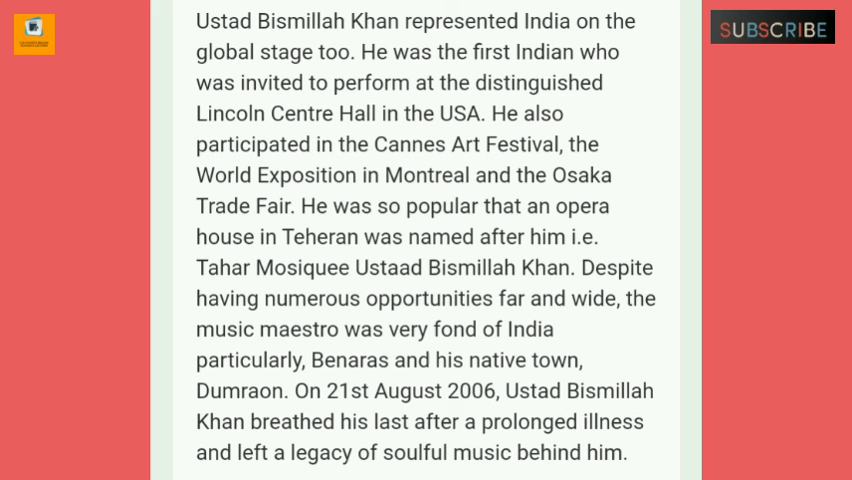 Ustad Bismillah Khan represented India on the
global stage too. He was the first Indian who
was invited to perform at the distinguished
Lincoln Centre Hall in the USA. He also
participated in the Cannes Art Festival, the
World Exposition in Montreal and the Osaka
Trade Fair. He was so popular that an opera
house in Teheran was named after him i.e.
Tahar Mosiquee Ustaad Bismillah Khan. Despite
having numerous opportunities far and wide, the
music maestro was very fond of India
particularly, Benaras and his native town,
Dumraon. On 21st August 2006, Ustad Bismillah
Khan breathed his last after a prolonged illness
and left a legacy of soulful music behind him.
SUBSCRIBE